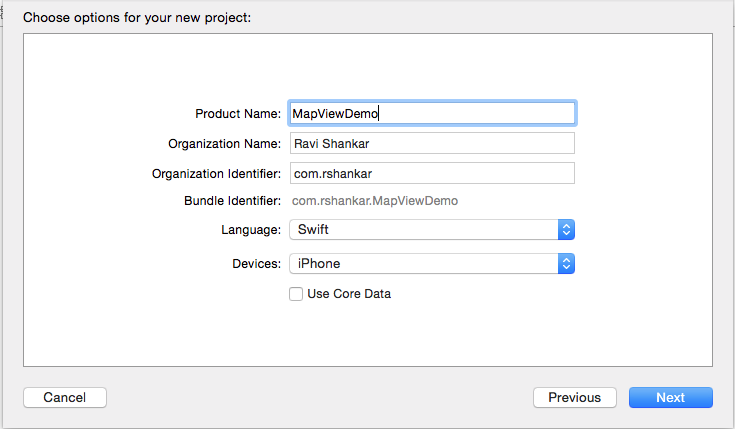 Choose options for your new project:
Product Name: MapViewDemo
Organization Name: Ravi Shankar
Organization Identifier: com.rshankar
Bundle Identifier: com.rshankar.MapViewDemo
Language: Swift
Devices: iPhone
Use Core Data
Cancel Previous Next